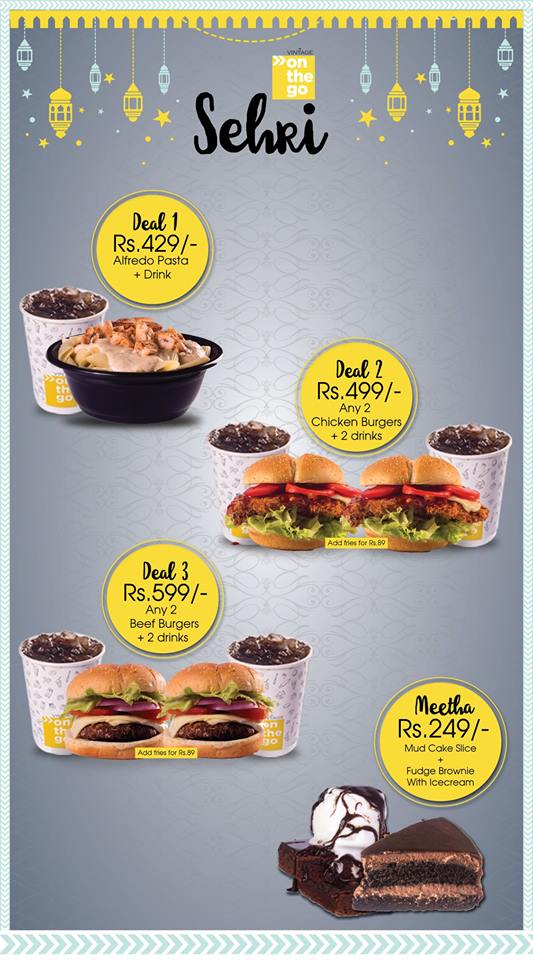 VINTAGE
»on
the
go
Sehri
Deal 1
Rs.429/-
Alfredo Pasta
+ Drink
on
the
go
Deal 2
Rs.499/-
Any 2
Chicken Burgers
+ 2 drinks
Add fries for Rs.89
Deal 3
Rs.599/-
Any 2
Beef Burgers
+ 2 drinks
»on
the
go
on
the
go
Add fries for Rs.89
Meetha
Rs.249/-
Mud Cake Slice
+
Fudge Brownie
With Icecream